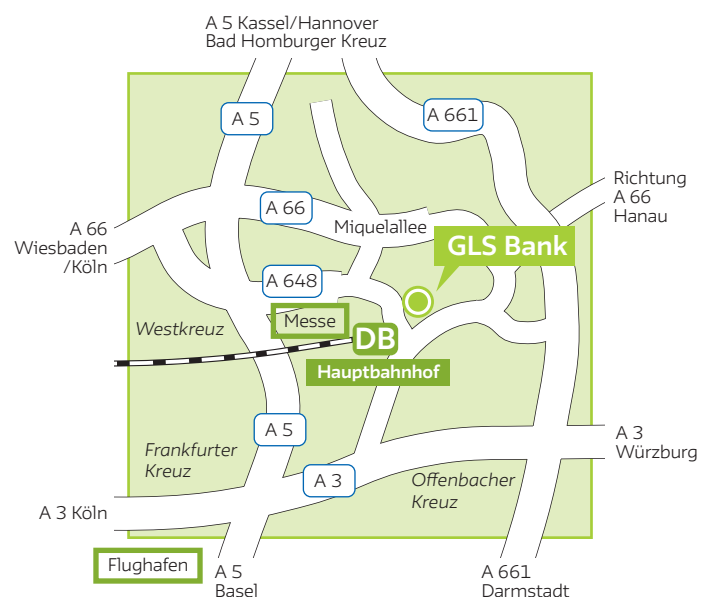 A 5 Kassel/Hannover
Bad Homburger Kreuz
A 5
A 661
Richtung
A 66
Hanau
A 66
Wiesbaden
/Köln
A 66
Miquelallee
GLS Bank
A 648
Messe
Westkreuz
DB
Hauptbahnhof
A 5
Frankfurter
Kreuz
A 3
Offenbacher
Kreuz
A 3
Würzburg
A 3 Köln
Flughafen
A 5
Basel
A 661
Darmstadt